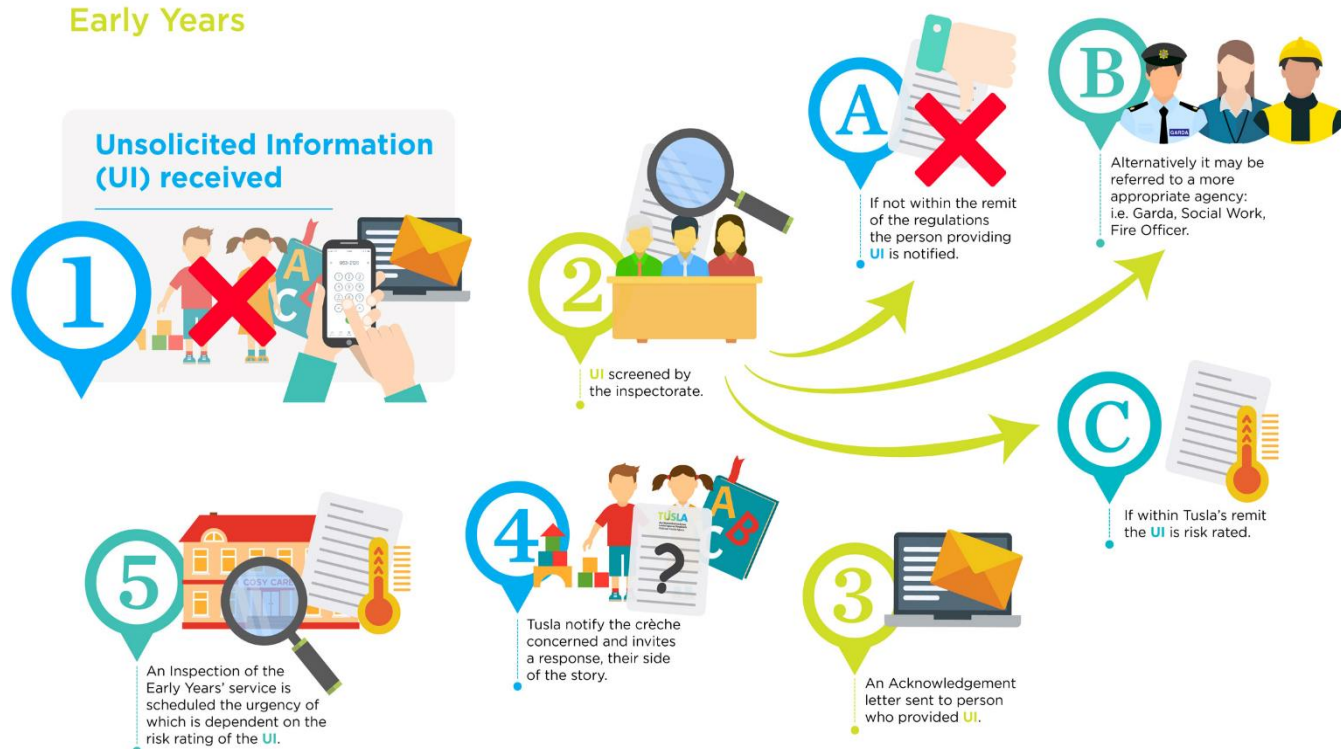 Early Years
Unsolicited Information
(UI) received
1
A
C
2
UI screened by
the inspectorate.
A
If not within the remit
of the regulations
the person providing
UI is notified.
B
GARDA
Alternatively it may be
referred to a more
appropriate agency:
i.e. Garda, Social Work,
Fire Officer.
C
If within Tusla's remit
the UI is risk rated.
3
An Acknowledgement
letter sent to person
who provided UI.
4
A
B
C
TUSLA
?
Tusla notify the crèche
concerned and invites
a response, their side
of the story.
5
COSY CARE
An Inspection of the
Early Years' service is
scheduled the urgency of
which is dependent on the
risk rating of the UI.